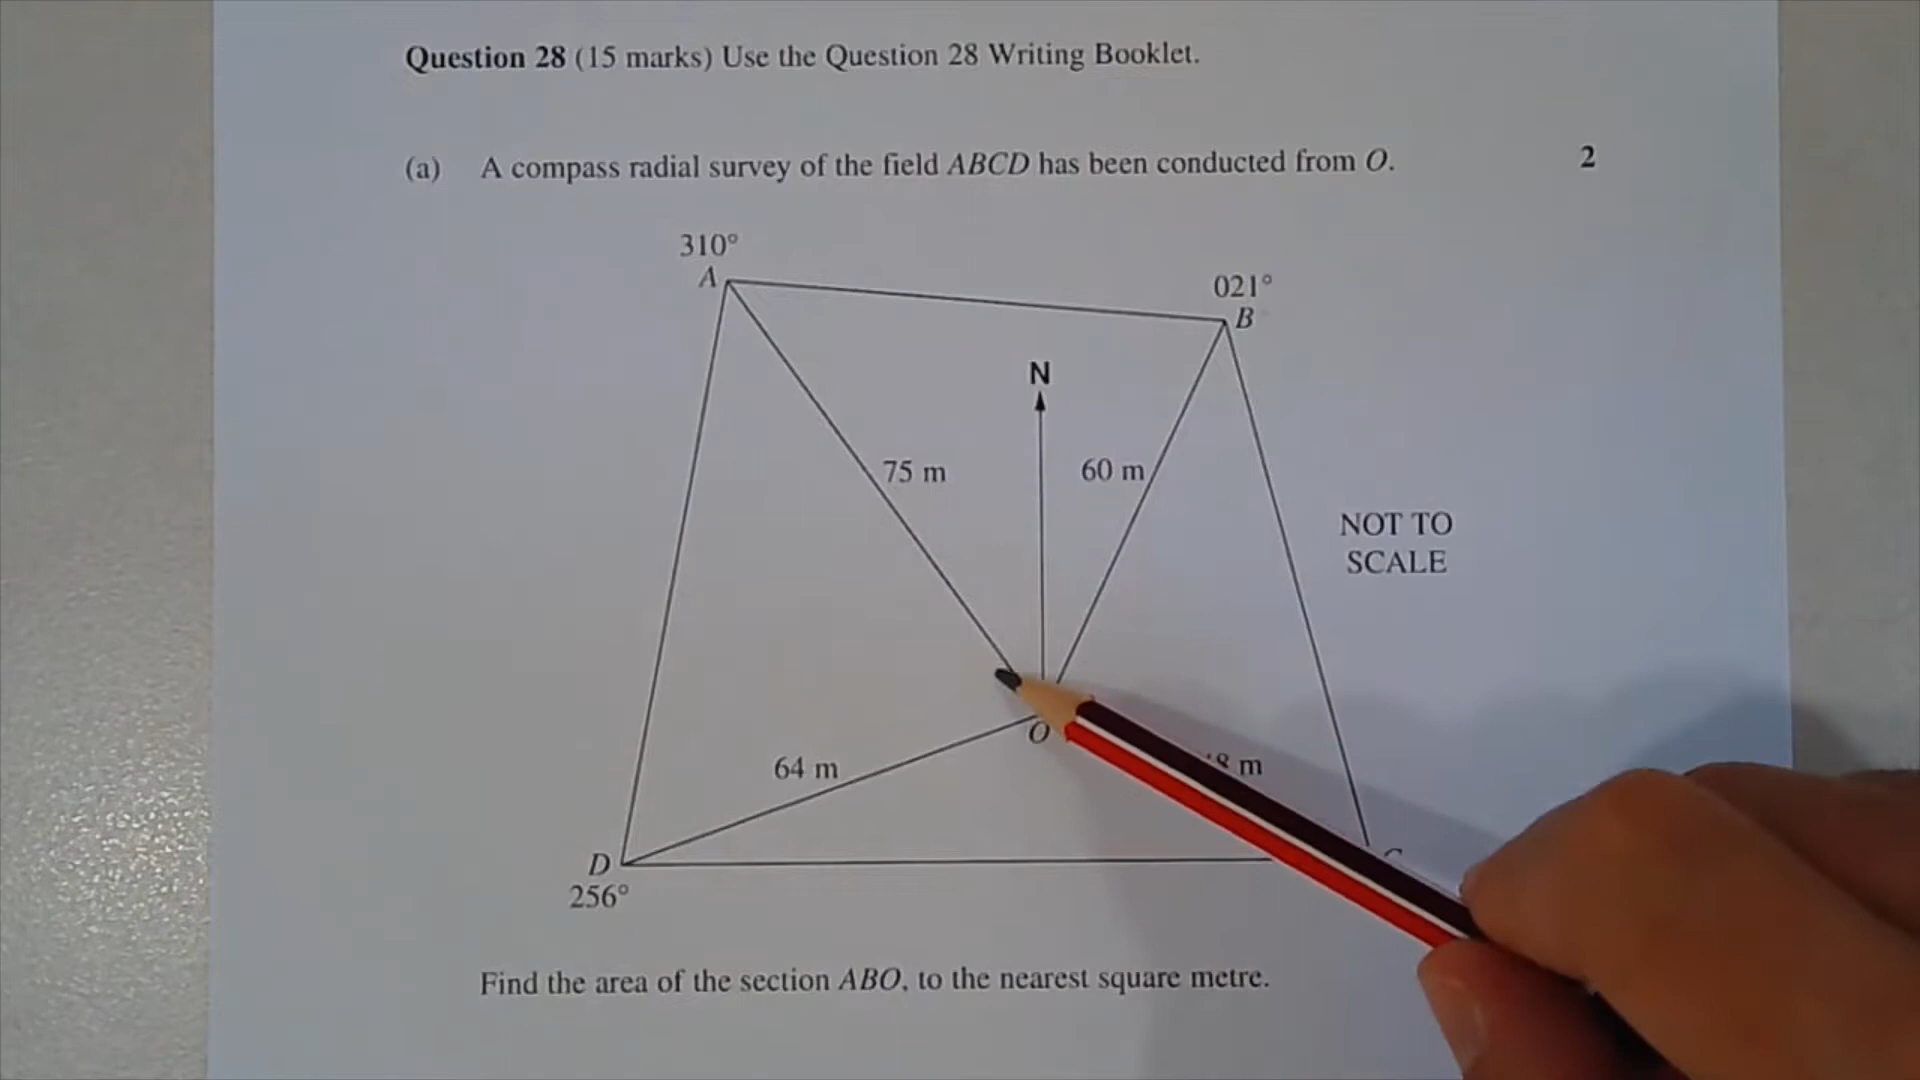 Question 28 (15 marks) Use the Question 28 Writing Booklet.
(a) A compass radial survey of the field ABCD has been conducted from O. 2
310°
A
021°
B
N
75 m
60 m
NOT TO
SCALE
O
64 m
8 m
D
256°
Find the area of the section ABO, to the nearest square metre.